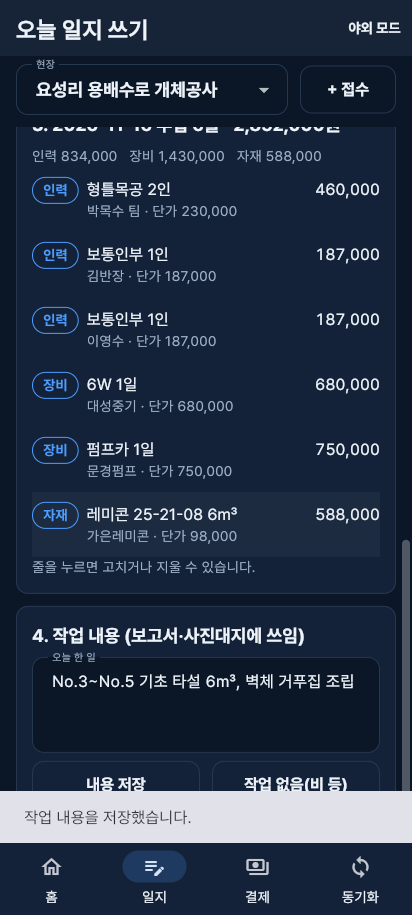 오늘 일지 쓰기
야외 모드
현장
요성리 용배수로 개체공사
+ 접수
인력 834,000 장비 1,430,000 자재 588,000
인력 형틀목공 2인 460,000
박목수 팀 · 단가 230,000
인력 보통인부 1인 187,000
김반장 · 단가 187,000
인력 보통인부 1인 187,000
이영수 · 단가 187,000
장비 6W 1일 680,000
대성중기 · 단가 680,000
장비 펌프카 1일 750,000
문경펌프 · 단가 750,000
자재 레미콘 25-21-08 6m³ 588,000
가은레미콘 · 단가 98,000
줄을 누르면 고치거나 지울 수 있습니다.
4. 작업 내용 (보고서·사진대지에 쓰임)
오늘 한 일
No.3~No.5 기초 타설 6m³, 벽체 거푸집 조립
내용 저장
작업 없음(비 등)
작업 내용을 저장했습니다.
홈
일지
결제
동기화